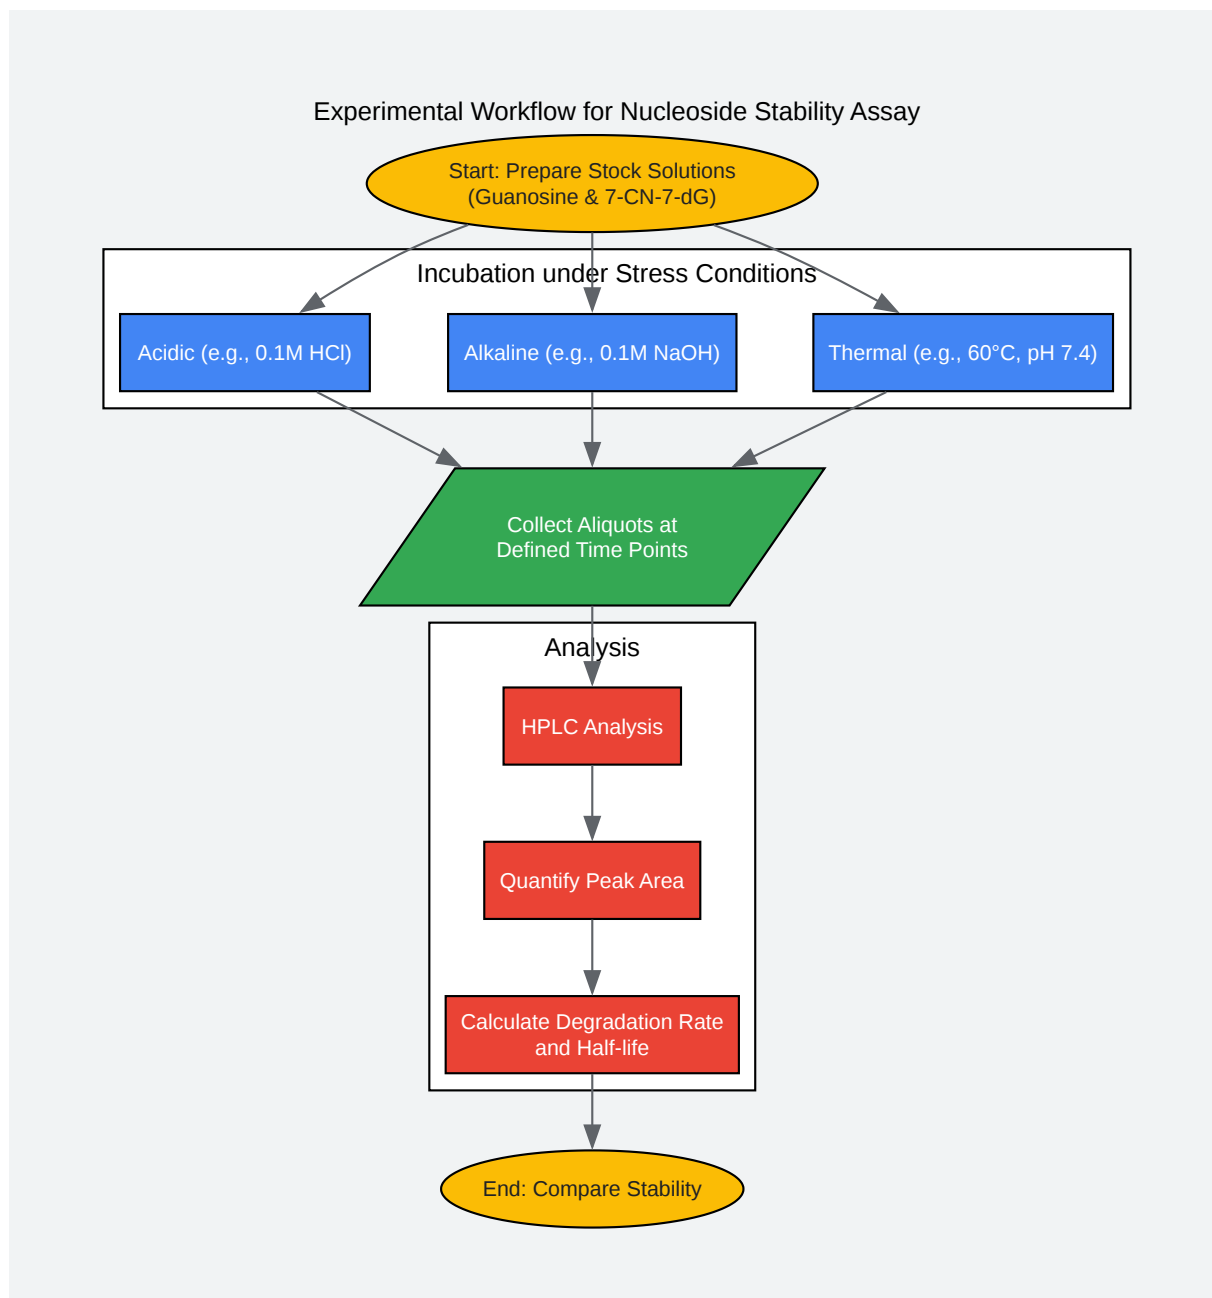 Experimental Workflow for Nucleoside Stability Assay
Start: Prepare Stock Solutions
(Guanosine & 7-CN-7-dG)
Incubation under Stress Conditions
Acidic (e.g., 0.1M HCl)
Alkaline (e.g., 0.1M NaOH)
Thermal (e.g., 60°C, pH 7.4)
Collect Aliquots at
Defined Time Points
Analysis
HPLC Analysis
Quantify Peak Area
Calculate Degradation Rate
and Half-life
End: Compare Stability